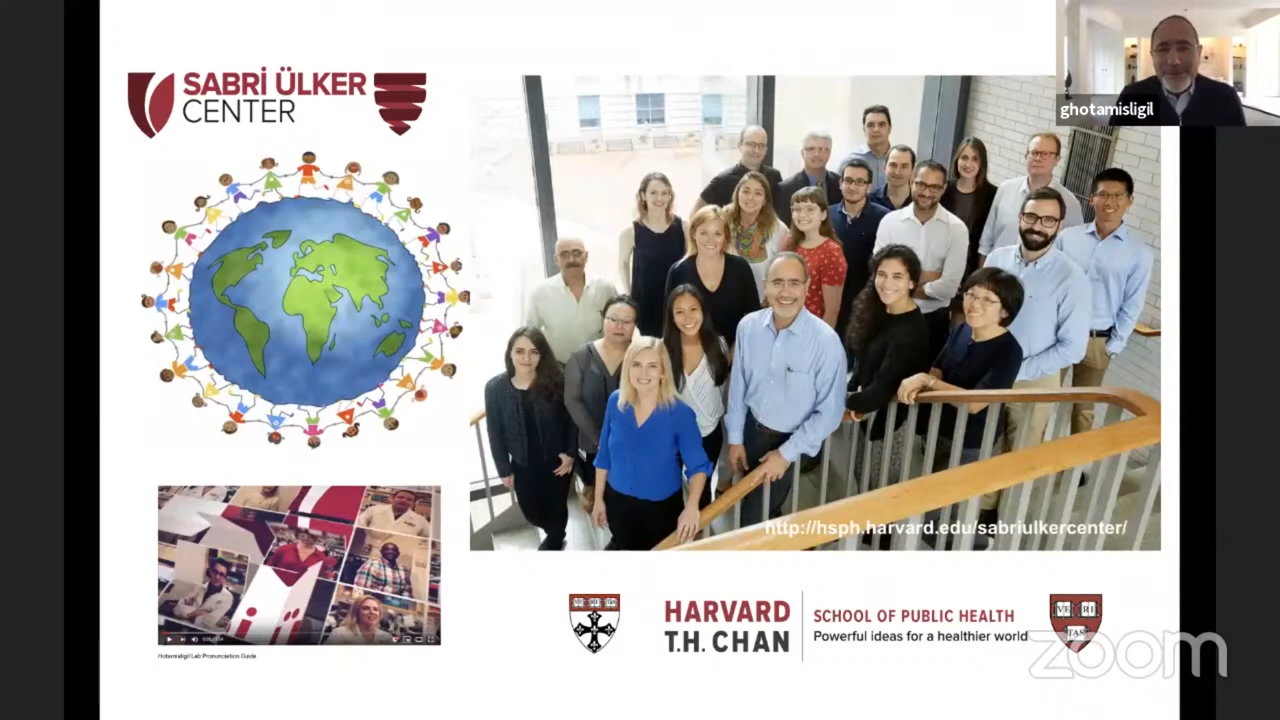 SABRİ ÜLKER
CENTER
ghotamisligil
http://hsph.harvard.edu/sabriulkercenter/
Hotamisligil Lab Pronunciation Guide
HARVARD
T.H. CHAN
SCHOOL OF PUBLIC HEALTH
Powerful ideas for a healthier world
VE RI
TAS
zoom